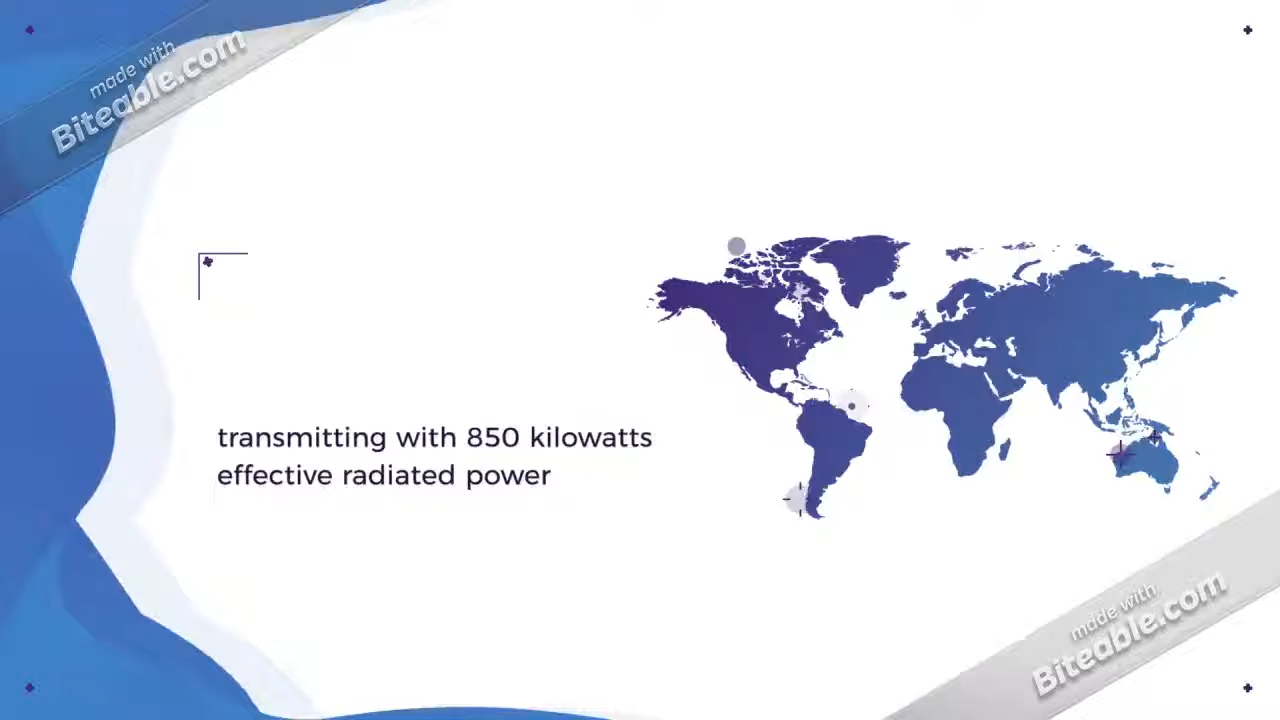 made with
Biteable.com
transmitting with 850 kilowatts
effective radiated power
made with
Biteable.com